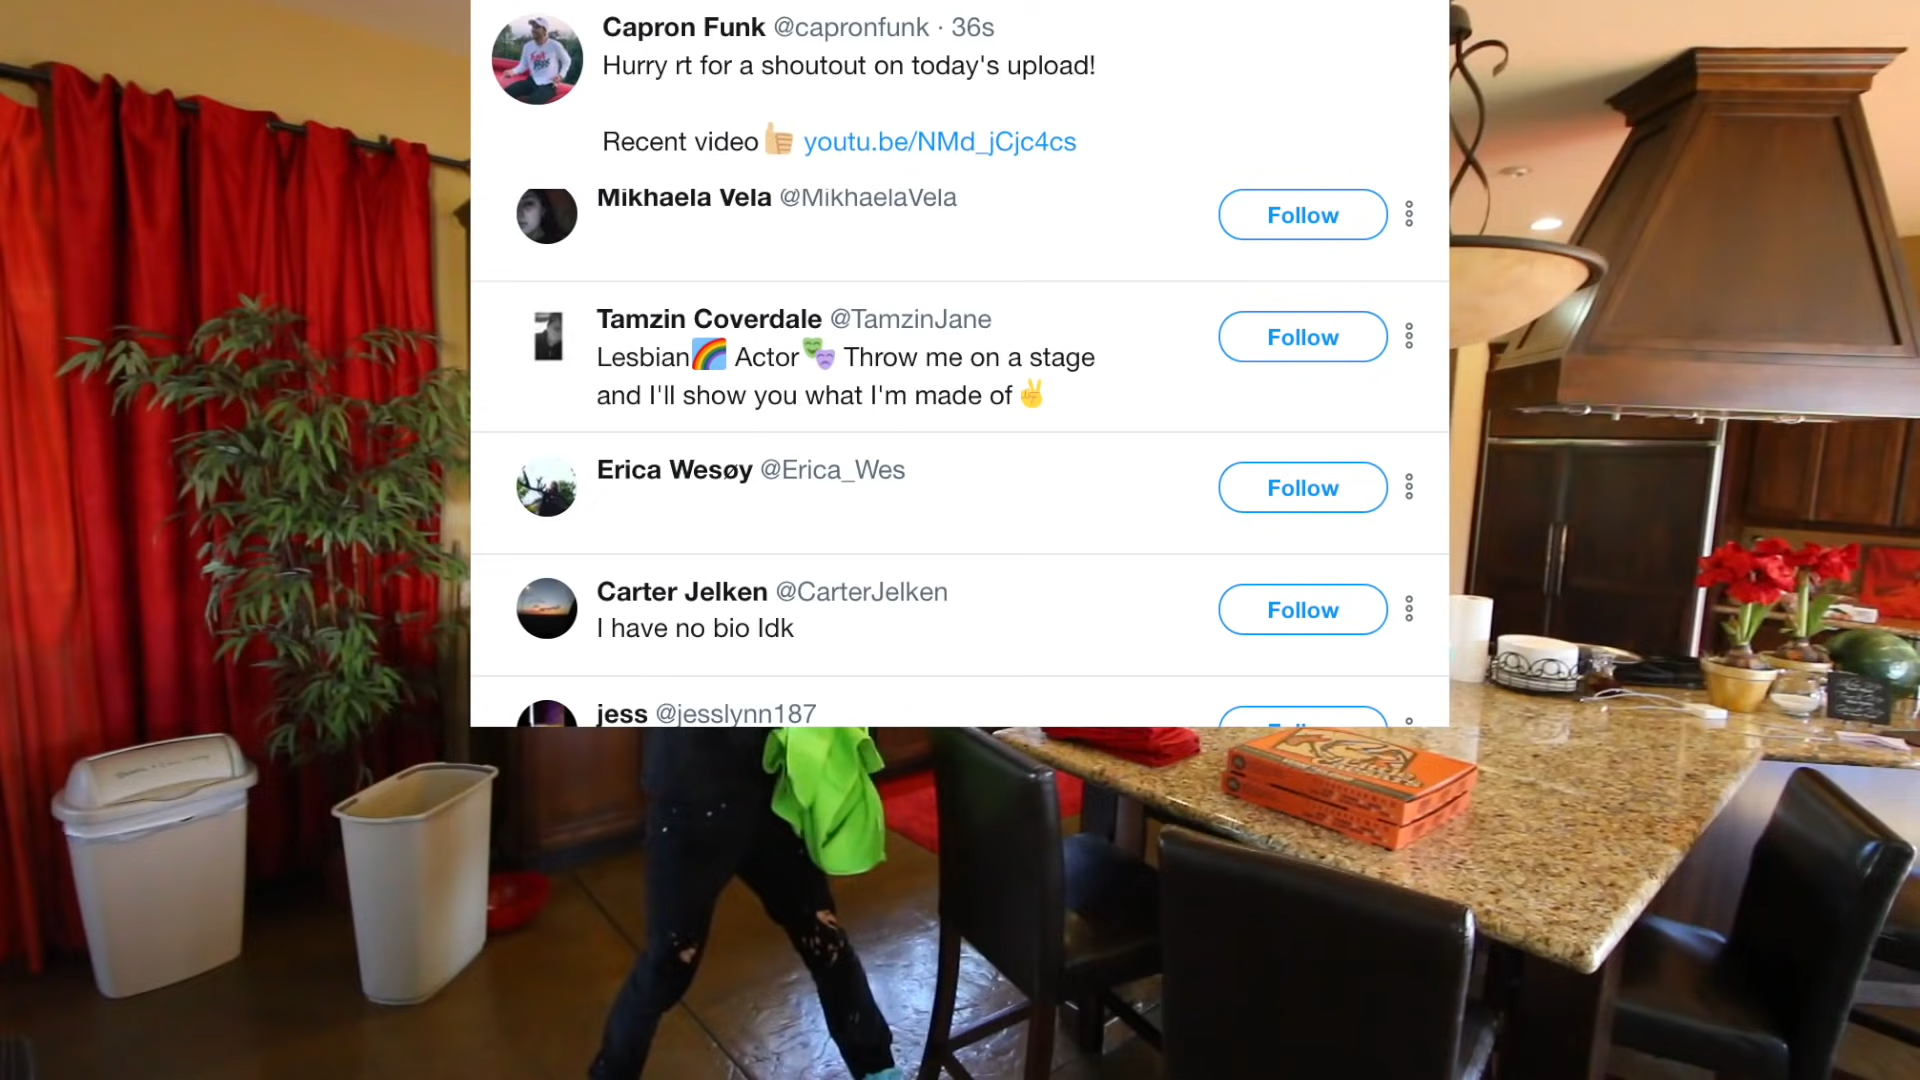 Capron Funk @capronfunk · 36s
Hurry rt for a shoutout on today's upload!
Recent video👍🏼 youtu.be/NMd_jCjc4cs
Mikhaela Vela @MikhaelaVela
Follow
Tamzin Coverdale @TamzinJane
Follow
Lesbian🌈 Actor🎭 Throw me on a stage
and I'll show you what I'm made of✌
Erica Wesøy @Erica_Wes
Follow
Carter Jelken @CarterJelken
Follow
I have no bio Idk
jess @jesslynn187